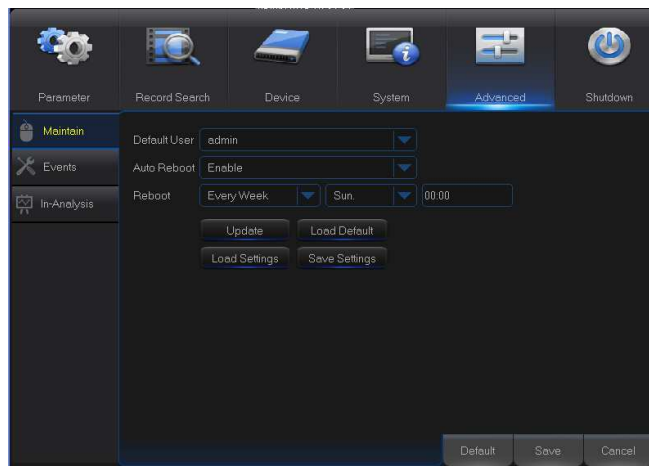 Parameter Record Search Device System Advanced Shutdown
Maintain
Events
In-Analysis
Default User admin
Auto Reboot Enable
Reboot Every Week Sun. 00:00
Update Load Default
Load Settings Save Settings
Default Save Cancel